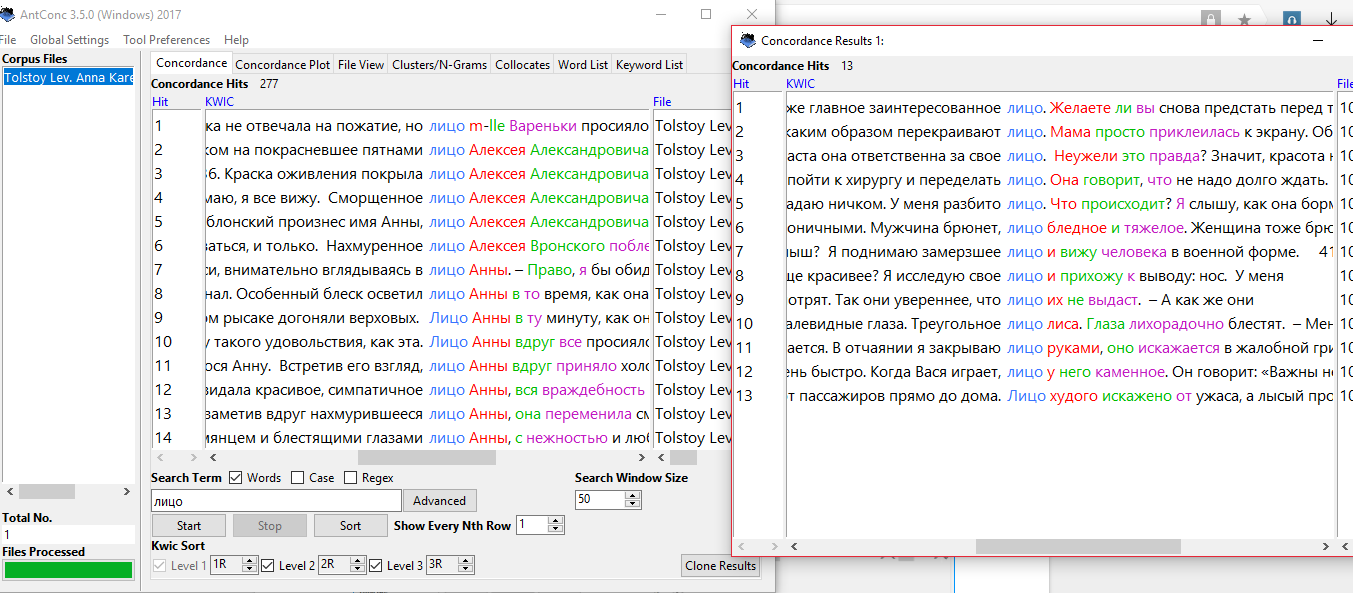 AntConc 3.5.0 (Windows) 2017
File Global Settings Tool Preferences Help
Corpus Files
Tolstoy Lev. Anna Kare
Total No.
1
Files Processed
Concordance Concordance Plot File View Clusters/N-Grams Collocates Word List Keyword List
Concordance Hits 277
Hit KWIC File
1 ка не отвечала на пожатие, но лицо m-lle Вареньки просияло Tolstoy Lev
2 ком на покрасневшее пятнами лицо Алексея Александровича Tolstoy Lev
3 6. Краска оживления покрыла лицо Алексея Александровича Tolstoy Lev
4 маю, я все вижу. Сморщенное лицо Алексея Александровича Tolstoy Lev
5 блонский произнес имя Анны, лицо Алексея Александровича Tolstoy Lev
6 заться, и только. Нахмуренное лицо Алексея Вронского побле Tolstoy Lev
7 си, внимательно вглядываясь в лицо Анны. – Право, я бы обид Tolstoy Lev
8 нал. Особенный блеск осветил лицо Анны в то время, как она Tolstoy Lev
9 ом рысаке догоняли верховых. Лицо Анны в ту минуту, как он Tolstoy Lev
10 у такого удовольствия, как эта. Лицо Анны вдруг все просияло Tolstoy Lev
11 ося Анну. Встретив его взгляд, лицо Анны вдруг приняло холо Tolstoy Lev
12 видала красивое, симпатичное лицо Анны, вся враждебность Tolstoy Lev
13 заметив вдруг нахмурившееся лицо Анны, она переменила см Tolstoy Lev
14 мянцем и блестящими глазами лицо Анны, с нежностью и люб Tolstoy Lev
Search Term Words Case Regex Search Window Size
лицо Advanced 50
Start Stop Sort Show Every Nth Row 1
Kwic Sort
Level 1 1R Level 2 2R Level 3 3R Clone Results
Concordance Results 1:
Concordance Hits 13
Hit KWIC File
1 же главное заинтересованное лицо. Желаете ли вы снова предстать перед т 10
2 каким образом перекраивают лицо. Мама просто приклеилась к экрану. Об 10
3 аста она ответственна за свое лицо. Неужели это правда? Значит, красота н 10
4 пойти к хирургу и переделать лицо. Она говорит, что не надо долго ждать. 10
5 адаю ничком. У меня разбито лицо. Что происходит? Я слышу, как она борм 10
6 оничными. Мужчина брюнет, лицо бледное и тяжелое. Женщина тоже брю 10
7 ыш? Я поднимаю замерзшее лицо и вижу человека в военной форме. 41 10
8 ще красивее? Я исследую свое лицо и прихожу к выводу: нос. У меня 10
9 отрят. Так они увереннее, что лицо их не выдаст. – А как же они 10
10 алевидные глаза. Треугольное лицо лиса. Глаза лихорадочно блестят. – Мен 10
11 ается. В отчаянии я закрываю лицо руками, оно искажается в жалобной гри 10
12 ень быстро. Когда Вася играет, лицо у него каменное. Он говорит: «Важны не 10
13 т пассажиров прямо до дома. Лицо худого искажено от ужаса, а лысый про 10